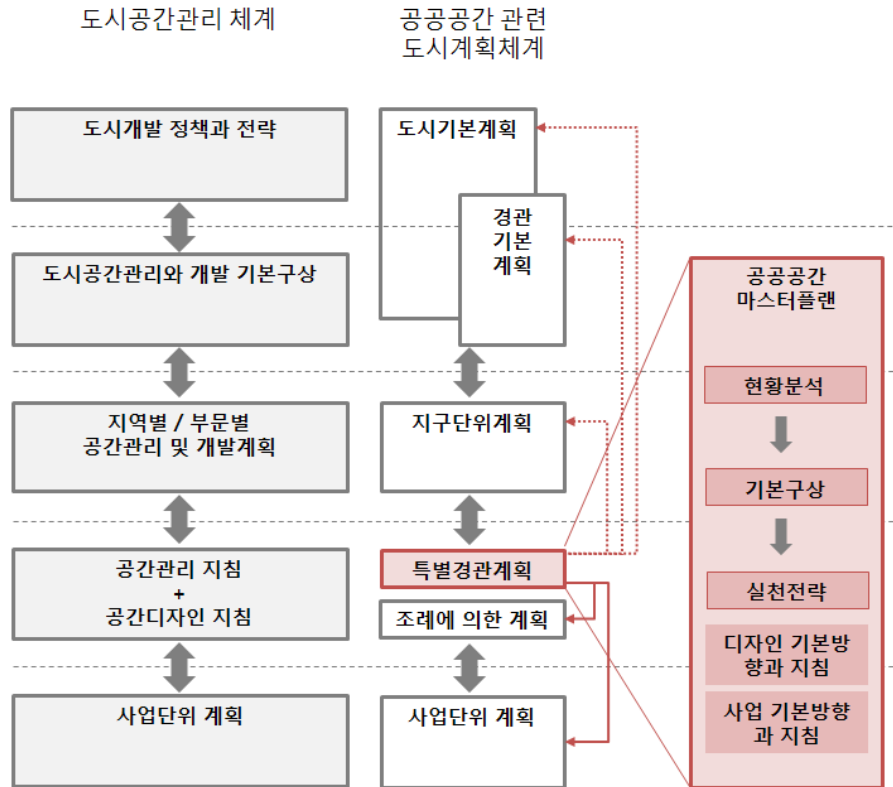 도시공간관리 체계
공공공간 관련
도시계획체계
도시개발 정책과 전략
도시공간관리와 개발 기본구상
지역별 / 부문별
공간관리 및 개발계획
공간관리 지침
+
공간디자인 지침
사업단위 계획
도시기본계획
경관
기본
계획
지구단위계획
특별경관계획
조례에 의한 계획
사업단위 계획
공공공간
마스터플랜
현황분석
기본구상
실천전략
디자인 기본방
향과 지침
사업 기본방향
과 지침